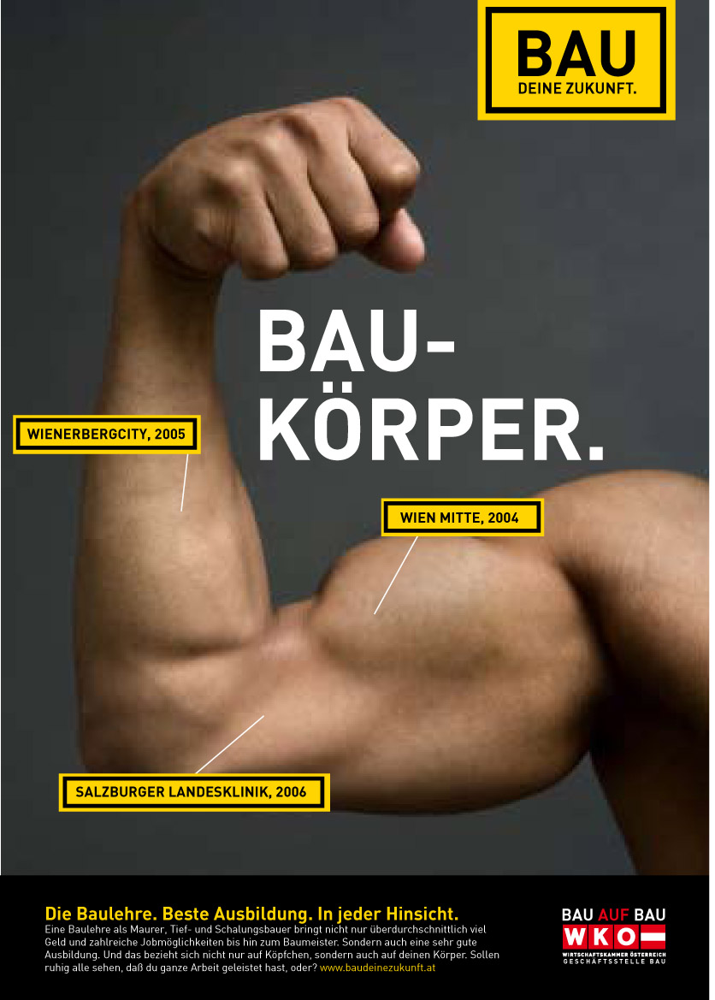 BAU
DEINE ZUKUNFT.
BAU-
KÖRPER.
WIENERBERGCITY, 2005
WIEN MITTE, 2004
SALZBURGER LANDESKLINIK, 2006
Die Baulehre. Beste Ausbildung. In jeder Hinsicht.
Eine Baulehre als Maurer, Tief- und Schalungsbauer bringt nicht nur überdurchschnittlich viel
Geld und zahlreiche Jobmöglichkeiten bis hin zum Baumeister. Sondern auch eine sehr gute
Ausbildung. Und das bezieht sich nicht nur auf Köpfchen, sondern auch auf deinen Körper. Sollen
ruhig alle sehen, daß du ganze Arbeit geleistet hast, oder? www.baudeinezukunft.at
BAU AUF BAU
WKO
WIRTSCHAFTSKAMMER ÖSTERREICH
GESCHÄFTSSTELLE BAU